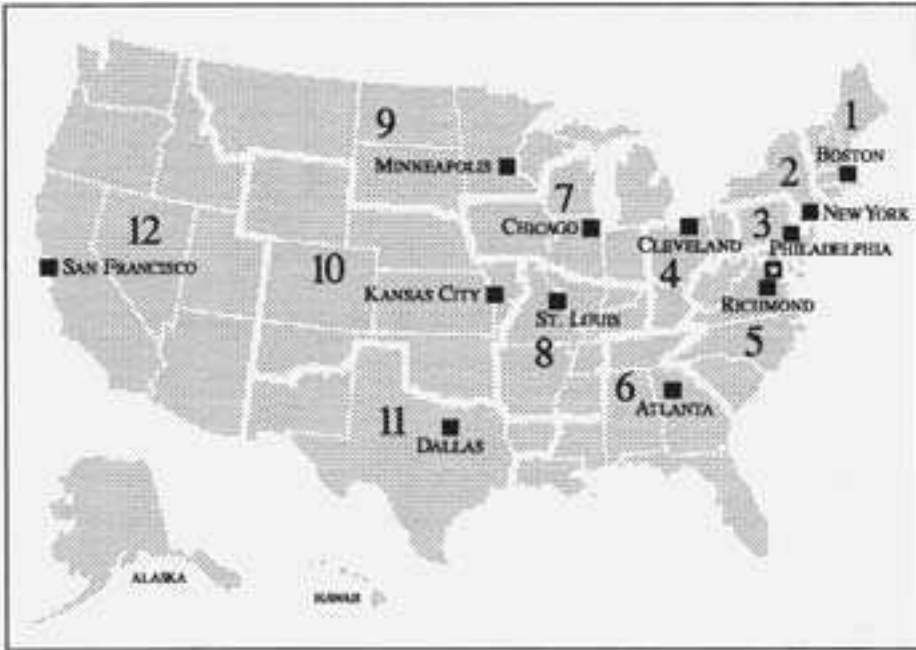 1
BOSTON
2
9
MINNEAPOLIS
7
CHICAGO
NEW YORK
3
PHILADELPHIA
CLEVELAND
4
12
SAN FRANCISCO
10
KANSAS CITY
ST. LOUIS
RICHMOND
5
8
6
ATLANTA
11
DALLAS
ALASKA
HAWAII